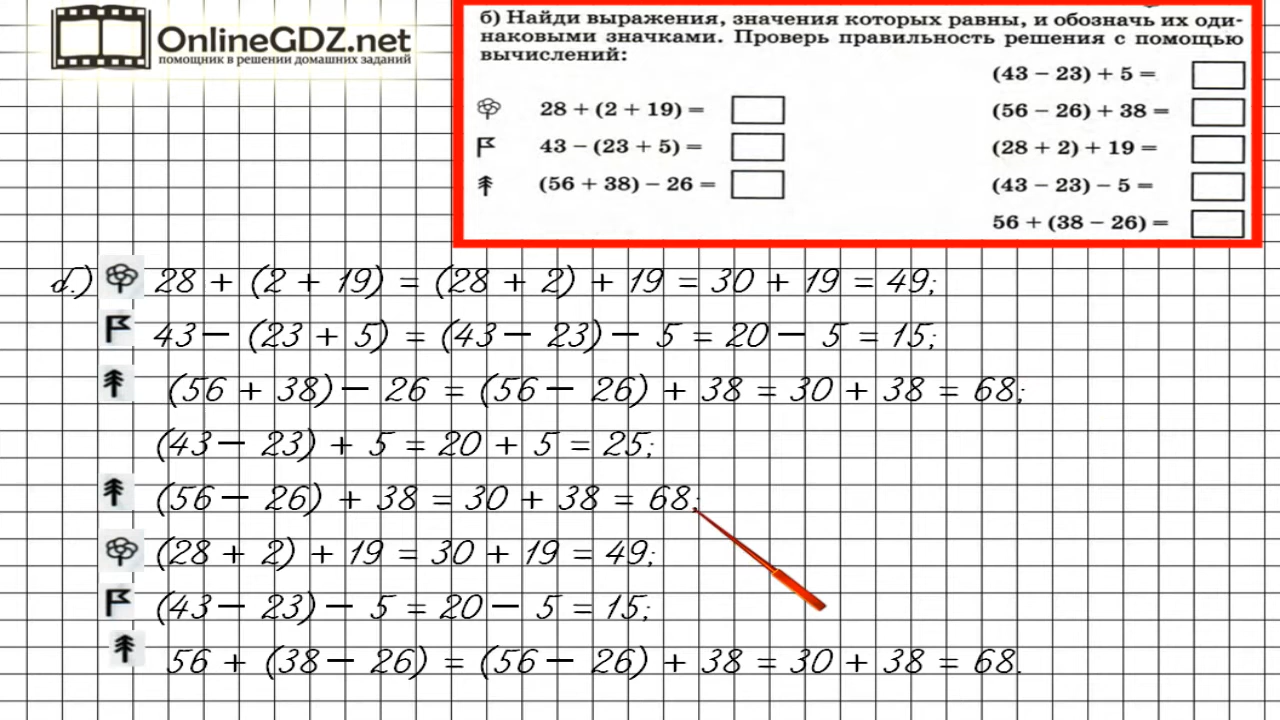 OnlineGDZ.net
помощник в решении домашних заданий
б) Найди выражения, значения которых равны, и обозначь их оди-
наковыми значками. Проверь правильность решения с помощью
вычислений:
28 + (2 + 19) =
43 − (23 + 5) =
(56 + 38) − 26 =
(43 − 23) + 5 =
(56 − 26) + 38 =
(28 + 2) + 19 =
(43 − 23) − 5 =
56 + (38 − 26) =
б.) 28 + (2 + 19) = (28 + 2) + 19 = 30 + 19 = 49;
43 − (23 + 5) = (43 − 23) − 5 = 20 − 5 = 15;
(56 + 38) − 26 = (56 − 26) + 38 = 30 + 38 = 68;
(43 − 23) + 5 = 20 + 5 = 25;
(56 − 26) + 38 = 30 + 38 = 68;
(28 + 2) + 19 = 30 + 19 = 49;
(43 − 23) − 5 = 20 − 5 = 15;
56 + (38 − 26) = (56 − 26) + 38 = 30 + 38 = 68.